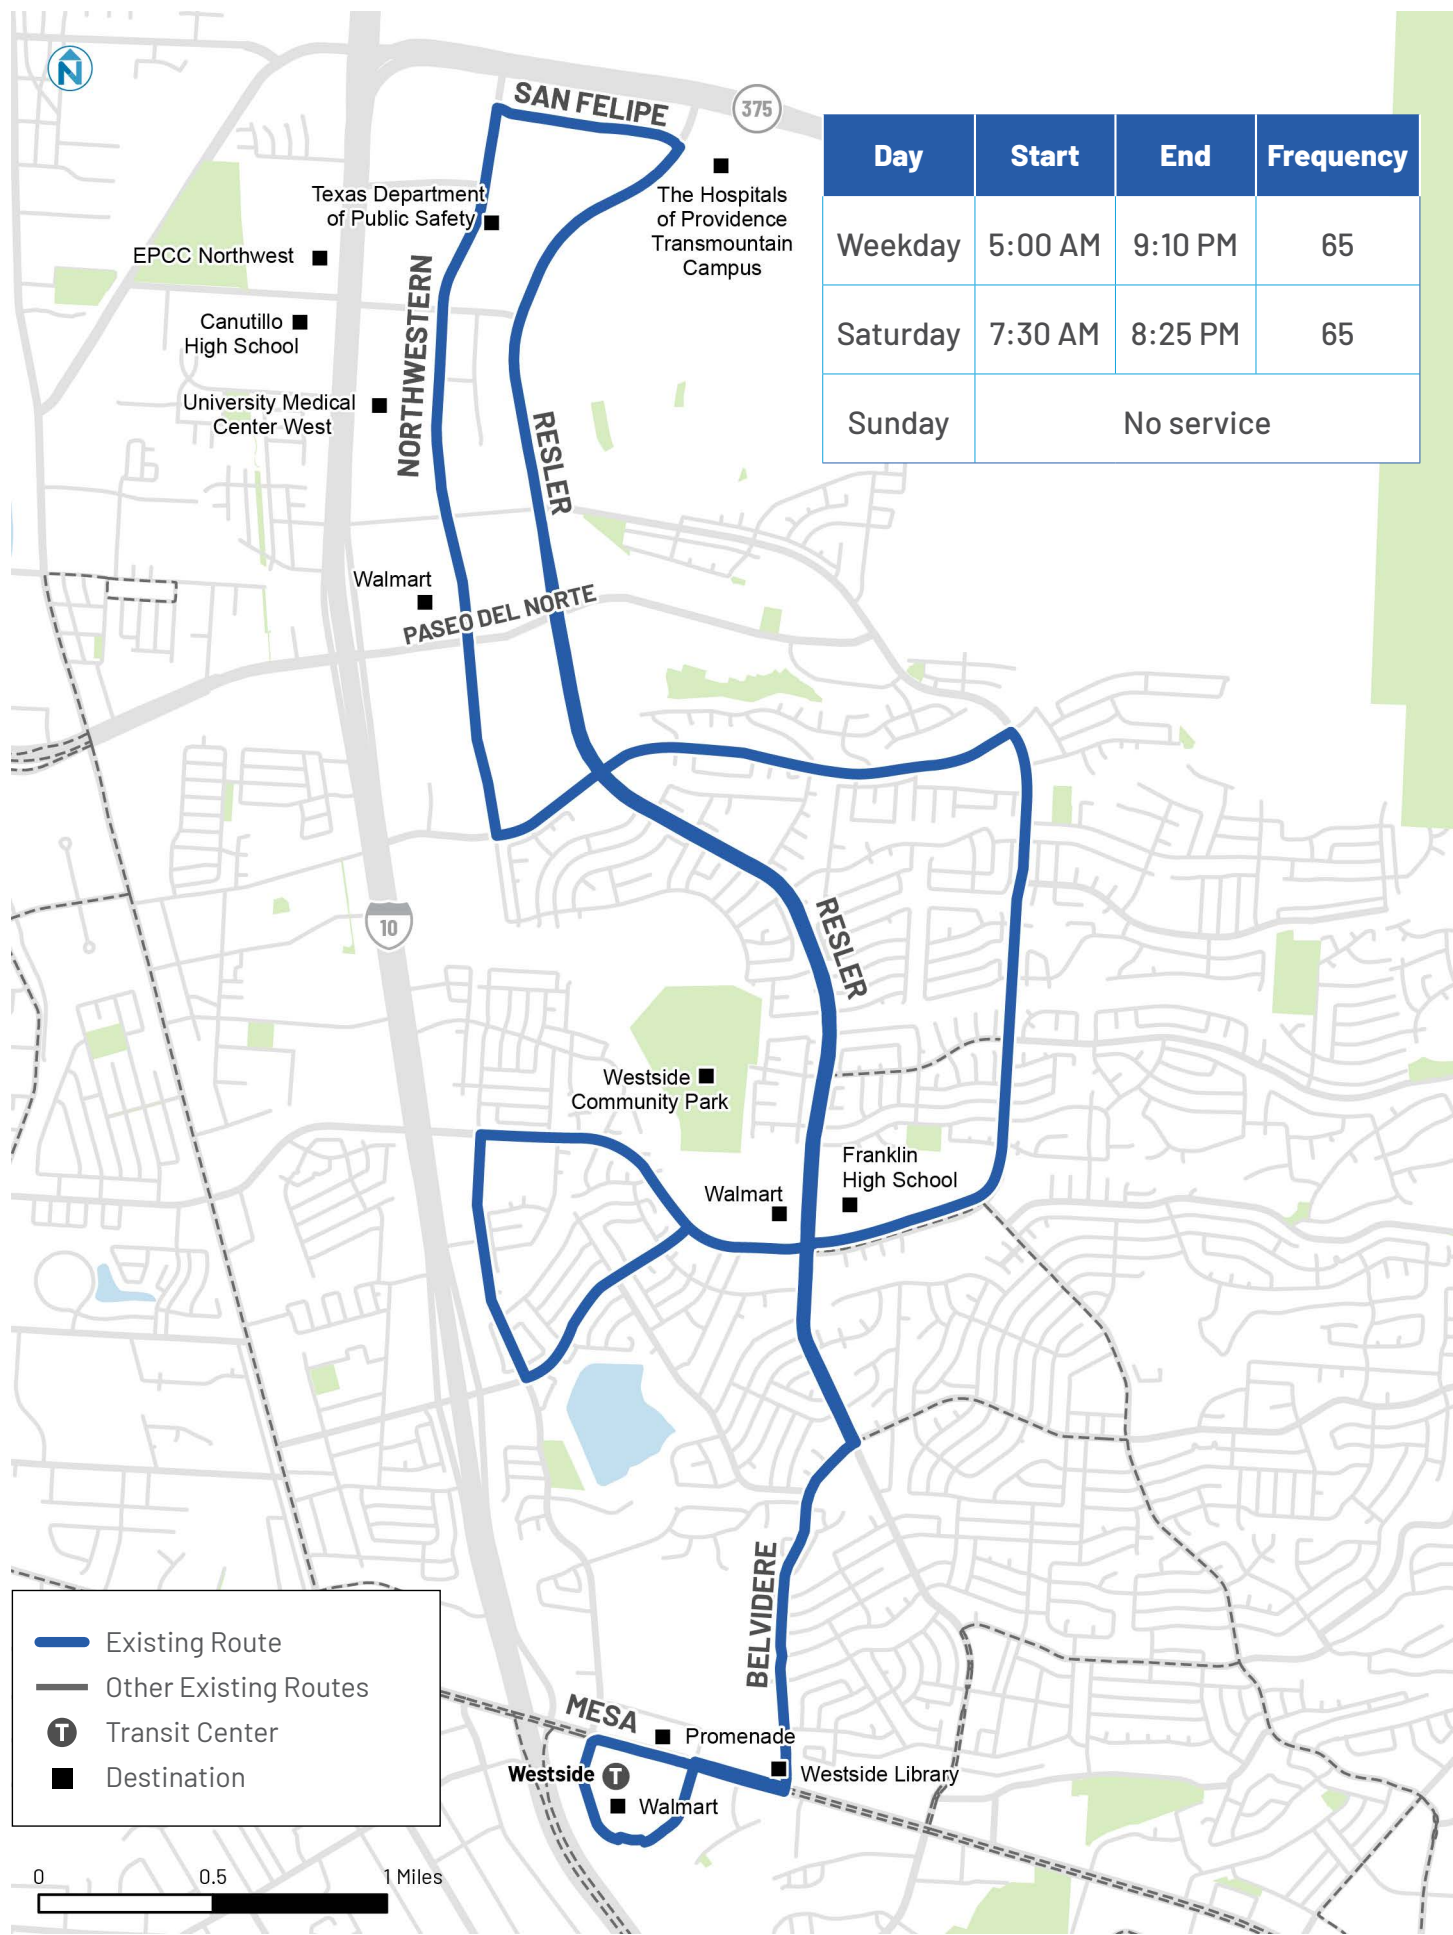 N
SAN FELIPE
375
Texas Department
of Public Safety
The Hospitals
of Providence
Transmountain
Campus
EPCC Northwest
Canutillo
High School
University Medical
Center West
NORTHWESTERN
RESLER
Day Start End Frequency
Weekday 5:00 AM 9:10 PM 65
Saturday 7:30 AM 8:25 PM 65
Sunday No service
Walmart
PASEO DEL NORTE
10
RESLER
Westside
Community Park
Franklin
High School
Walmart
BELVIDERE
MESA
Promenade
Westside T
Westside Library
Walmart
Existing Route
Other Existing Routes
T Transit Center
Destination
0 0.5 1 Miles